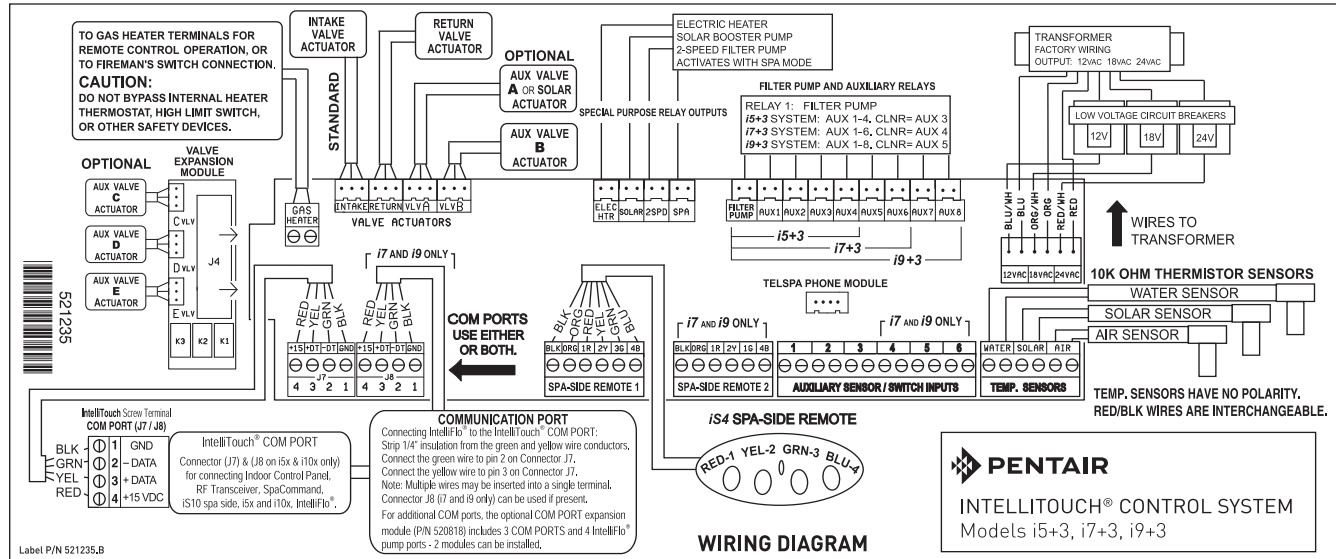 TO GAS HEATER TERMINALS FOR
REMOTE CONTROL OPERATION, OR
TO FIREMAN'S SWITCH CONNECTION.
CAUTION:
DO NOT BYPASS INTERNAL HEATER
THERMOSTAT, HIGH LIMIT SWITCH,
OR OTHER SAFETY DEVICES.
INTAKE
VALVE
ACTUATOR
RETURN
VALVE
ACTUATOR
STANDARD
OPTIONAL
AUX VALVE
A OR SOLAR
ACTUATOR
AUX VALVE
B
ACTUATOR
ELECTRIC HEATER
SOLAR BOOSTER PUMP
2-SPEED FILTER PUMP
ACTIVATES WITH SPA MODE
SPECIAL PURPOSE RELAY OUTPUTS
FILTER PUMP AND AUXILIARY RELAYS
RELAY 1: FILTER PUMP
i5+3 SYSTEM: AUX 1-4. CLNR= AUX 3
i7+3 SYSTEM: AUX 1-6. CLNR= AUX 4
i9+3 SYSTEM: AUX 1-8. CLNR= AUX 5
TRANSFORMER
FACTORY WIRING
OUTPUT: 12VAC 18VAC 24VAC
LOW VOLTAGE CIRCUIT BREAKERS
12V 18V 24V
BLU/WH
BLU
ORG/WH
ORG
RED/WH
RED
12VAC 18VAC 24VAC
WIRES TO
TRANSFORMER
OPTIONAL
VALVE
EXPANSION
MODULE
AUX VALVE
C
ACTUATOR
C VLV
AUX VALVE
D
ACTUATOR
D VLV
AUX VALVE
E
ACTUATOR
E VLV
J4
K3 K2 K1
521235
GAS
HEATER
INTAKE RETURN VLV A VLV B
VALVE ACTUATORS
ELEC
HTR
SOLAR 2SPD SPA
FILTER
PUMP
AUX1 AUX2 AUX3 AUX4 AUX5 AUX6 AUX7 AUX8
i5+3
i7+3
i9+3
TELSPA PHONE MODULE
10K OHM THERMISTOR SENSORS
WATER SENSOR
SOLAR SENSOR
AIR SENSOR
TEMP. SENSORS HAVE NO POLARITY.
RED/BLK WIRES ARE INTERCHANGEABLE.
i7 AND i9 ONLY
RED YEL GRN BLK
RED YEL GRN BLK
+15 +DT -DT GND
+15 +DT -DT GND
J7 J8
4 3 2 1
4 3 2 1
COM PORTS
USE EITHER
OR BOTH.
BLK ORG RED YEL GRN BLU
BLK ORG 1R 2Y 3G 4B
SPA-SIDE REMOTE 1
i7 AND i9 ONLY
BLK ORG 1R 2Y 1G 4B
SPA-SIDE REMOTE 2
i7 AND i9 ONLY
1 2 3 4 5 6
AUXILIARY SENSOR / SWITCH INPUTS
WATER SOLAR AIR
TEMP. SENSORS
IntelliTouch Screw Terminal
COM PORT (J7 / J8)
BLK 1 GND
GRN 2 – DATA
YEL 3 + DATA
RED 4 +15 VDC
IntelliTouch® COM PORT
Connector (J7) & (J8 on i5x & i10x only)
for connecting Indoor Control Panel,
RF Transceiver, SpaCommand,
iS10 spa side, i5x and i10x, IntelliFlo®.
COMMUNICATION PORT
Connecting IntelliFlo® to the IntelliTouch® COM PORT:
Strip 1/4" insulation from the green and yellow wire conductors.
Connect the green wire to pin 2 on Connector J7.
Connect the yellow wire to pin 3 on Connector J7.
Note: Multiple wires may be inserted into a single terminal.
Connector J8 (i7 and i9 only) can be used if present.
For additional COM ports, the optional COM PORT expansion
module (P/N 520818) includes 3 COM PORTS and 4 IntelliFlo®
pump ports - 2 modules can be installed.
iS4 SPA-SIDE REMOTE
RED-1 YEL-2 GRN-3 BLU-4
WIRING DIAGRAM
PENTAIR
INTELLITOUCH® CONTROL SYSTEM
Models i5+3, i7+3, i9+3
Label P/N 521235.B